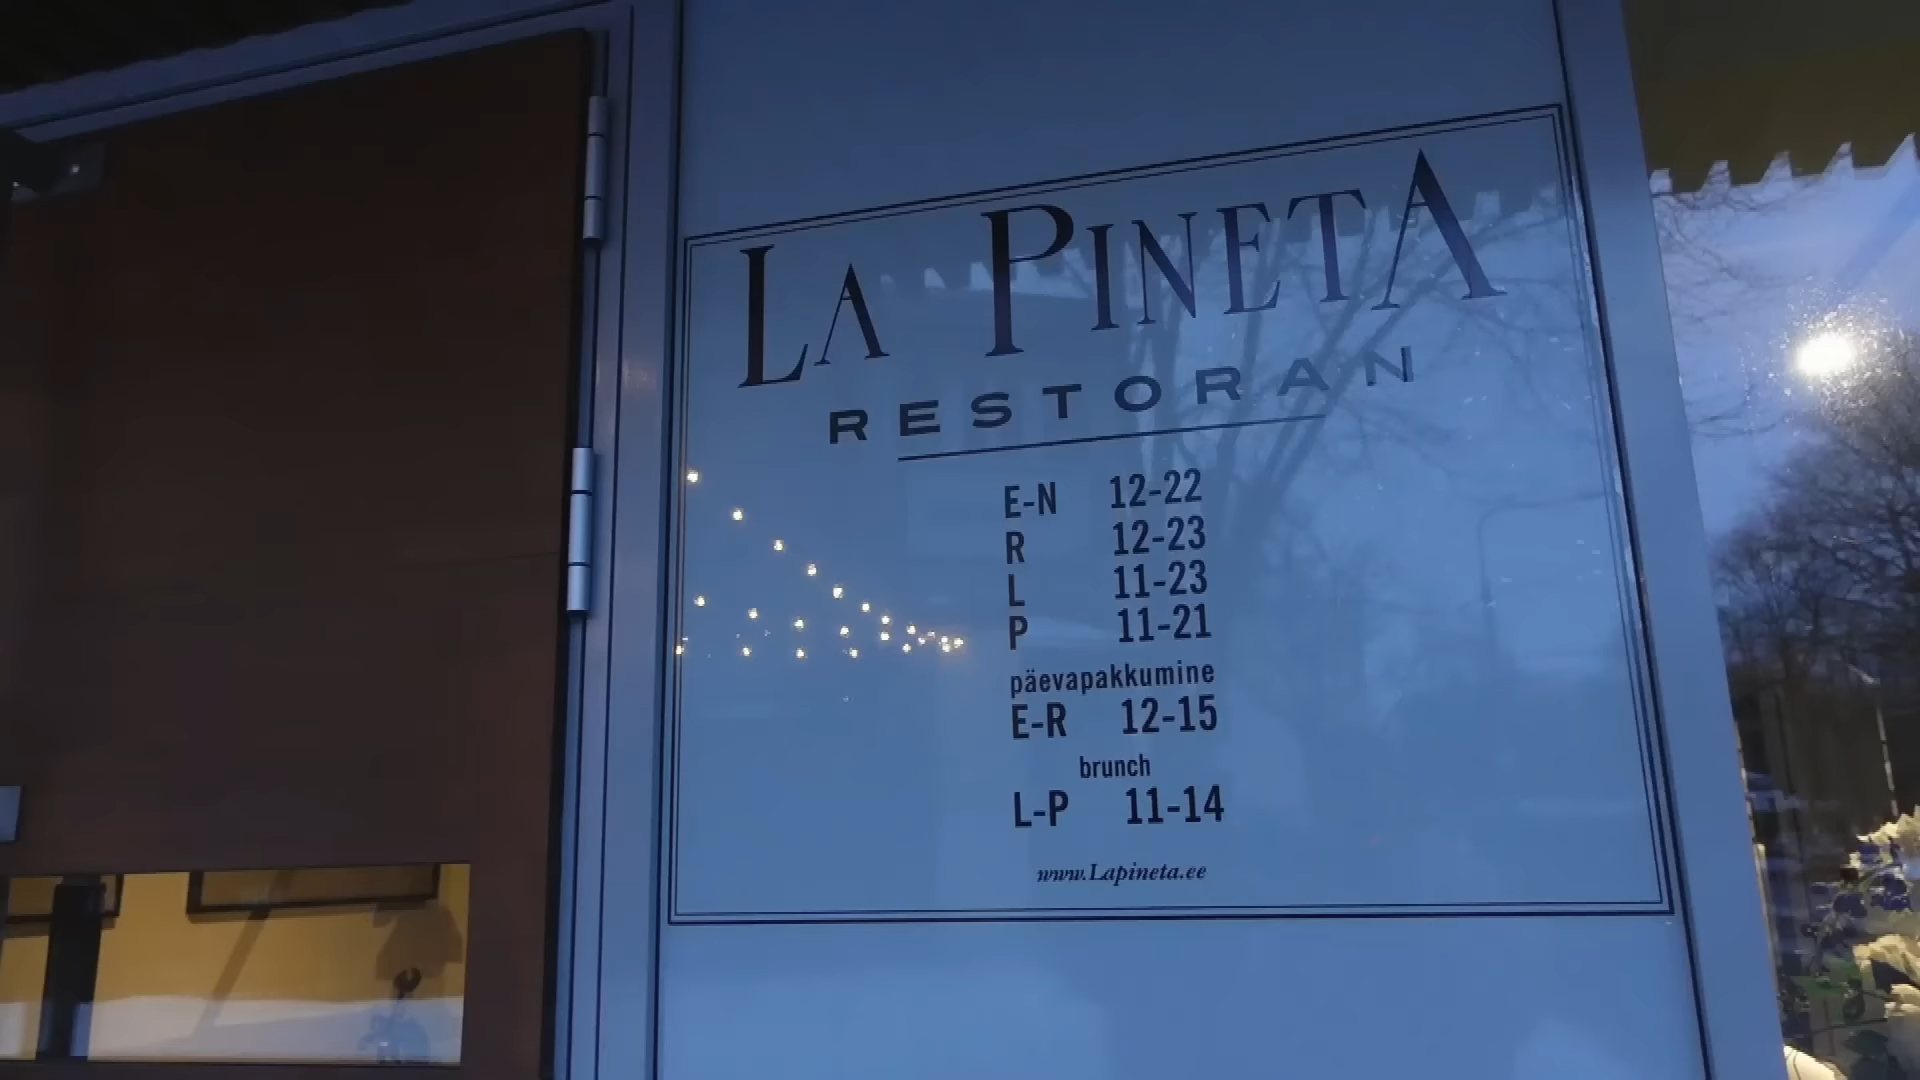 LA PINETA
RESTORAN
E-N 12-22
R 12-23
L 11-23
P 11-21
päevapakkumine
E-R 12-15
brunch
L-P 11-14
www.Lapineta.ee